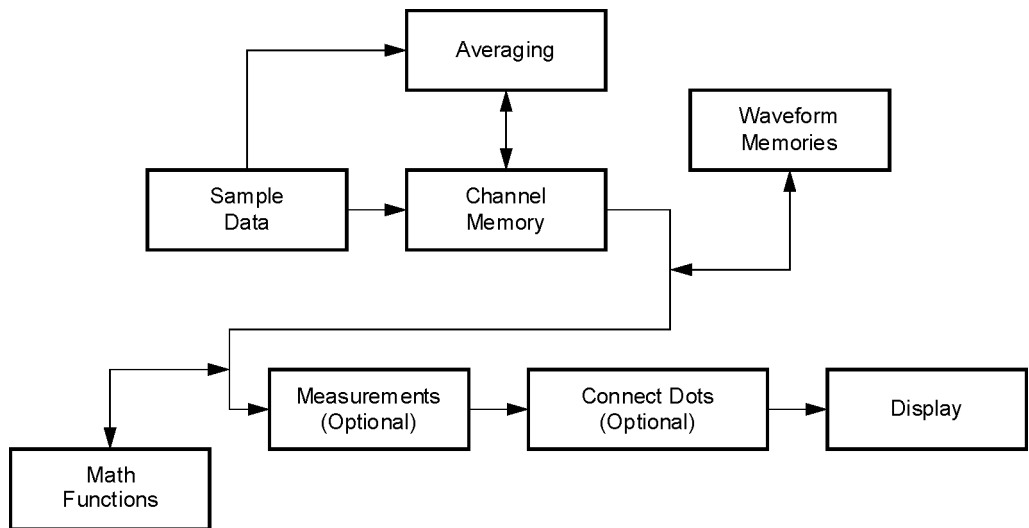 Averaging
Waveform
Memories
Sample
Data
Channel
Memory
Measurements
(Optional)
Connect Dots
(Optional)
Display
Math
Functions